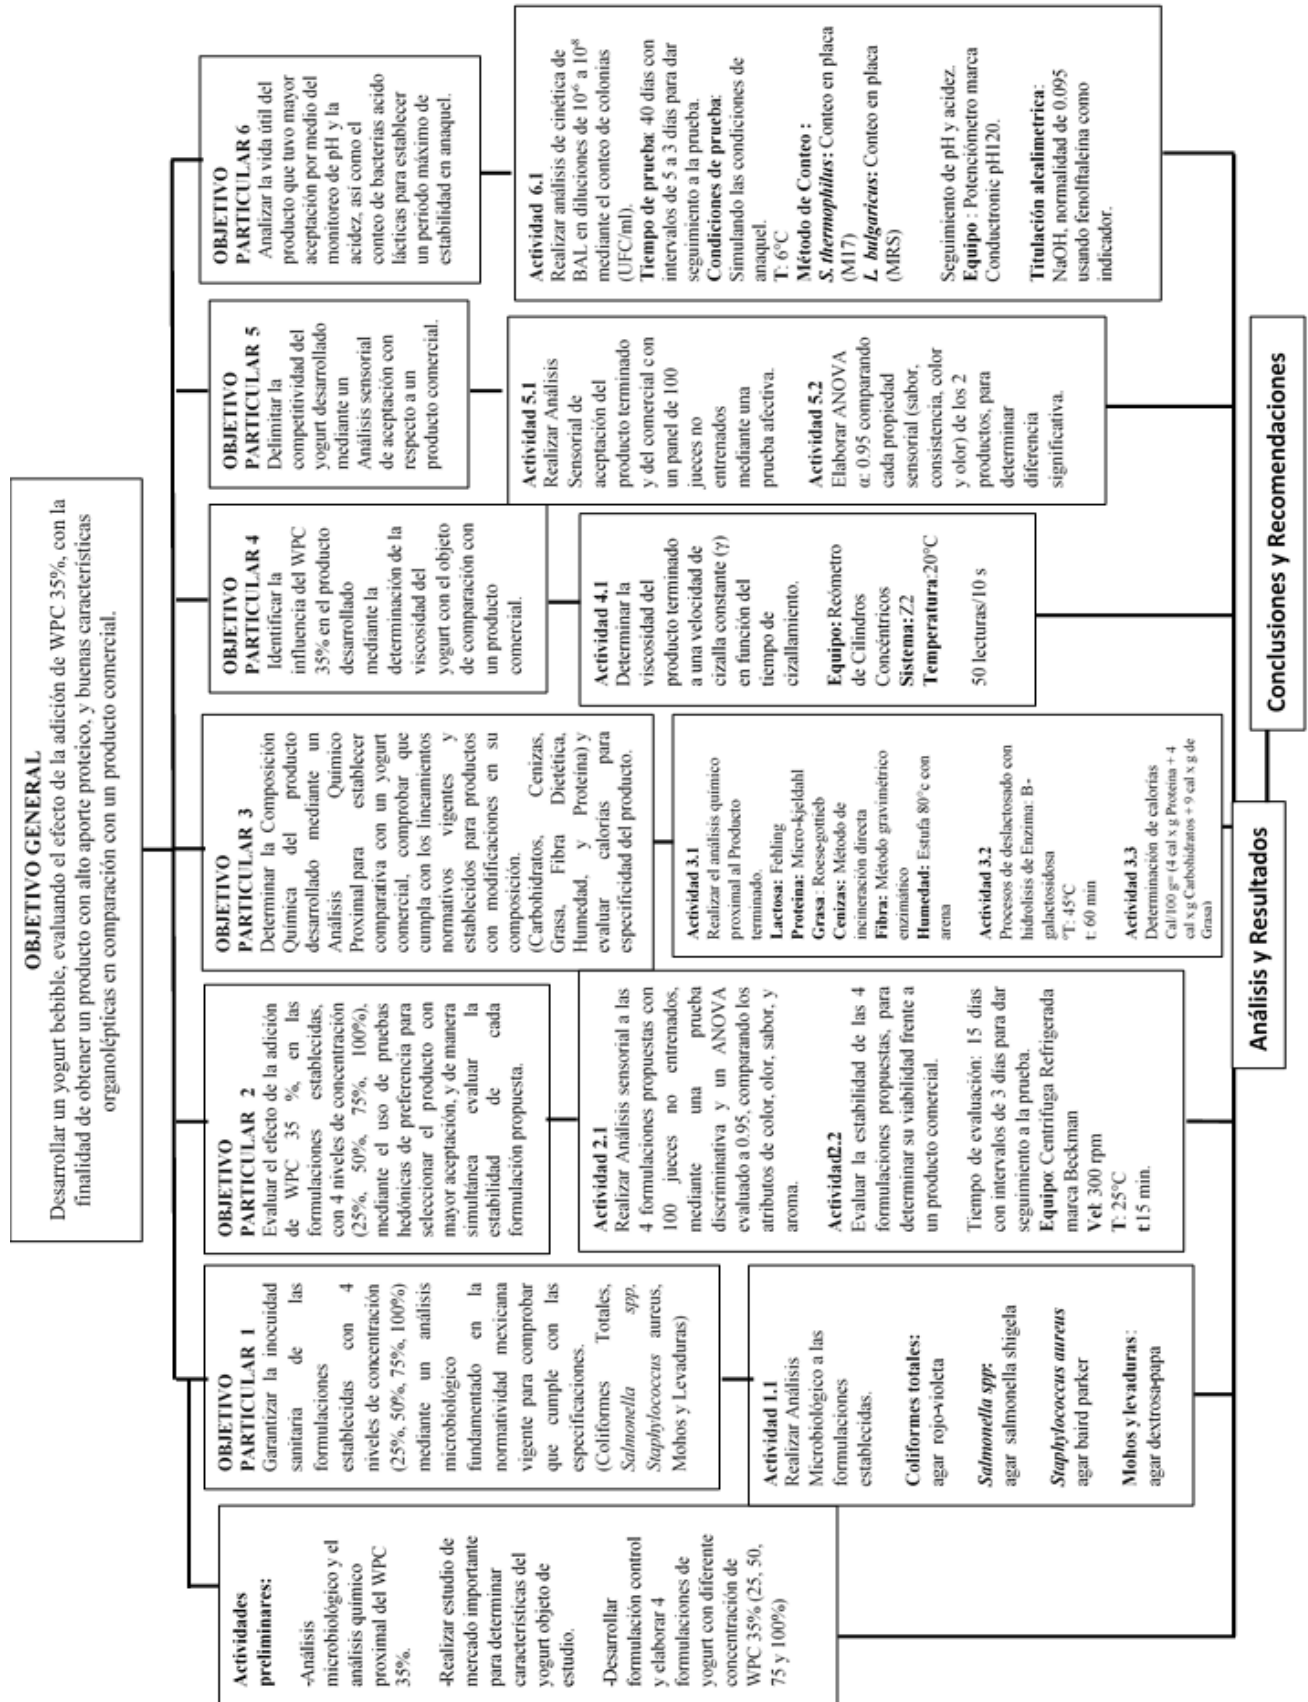 OBJETIVO GENERAL
Desarrollar un yogurt bebible, evaluando el efecto de la adición de WPC 35%, con la
finalidad de obtener un producto con alto aporte proteico, y buenas características
organolépticas en comparación con un producto comercial.
Actividades
preliminares:
-Análisis
microbiológico y el
análisis químico
proximal del WPC
35%.
-Realizar estudio de
mercado importante
para determinar
características del
yogurt objeto de
estudio.
-Desarrollar
formulación control
y elaborar 4
formulaciones de
yogurt con diferente
concentración de
WPC 35% (25, 50,
75 y 100%)
OBJETIVO
PARTICULAR 1
Garantizar la inocuidad
sanitaria de las
formulaciones
establecidas con 4
niveles de concentración
(25%, 50%, 75%, 100%)
mediante un análisis
microbiológico
fundamentado en la
normatividad mexicana
vigente para comprobar
que cumple con las
especificaciones.
(Coliformes Totales,
Salmonella spp.
Staphylococcus aureus,
Mohos y Levaduras)
Actividad 1.1
Realizar Análisis
Microbiológico a las
formulaciones
establecidas.
Coliformes totales:
agar rojo-violeta
Salmonella spp:
agar salmonella shigela
Staphylococcus aureus
agar baird parker
Mohos y levaduras:
agar dextrosa-papa
OBJETIVO
PARTICULAR 2
Evaluar el efecto de la adición
de WPC 35 %, en las
formulaciones establecidas,
con 4 niveles de concentración
(25%, 50%, 75%, 100%),
mediante el uso de pruebas
hedónicas de preferencia para
seleccionar el producto con
mayor aceptación, y de manera
simultánea evaluar la
estabilidad de cada
formulación propuesta.
Actividad 2.1
Realizar Análisis sensorial a las
4 formulaciones propuestas con
100 jueces no entrenados,
mediante una prueba
discriminativa y un ANOVA
evaluado a 0.95, comparando los
atributos de color, olor, sabor, y
aroma.
Actividad2.2
Evaluar la estabilidad de las 4
formulaciones propuestas, para
determinar su viabilidad frente a
un producto comercial.
Tiempo de evaluación: 15 días
con intervalos de 3 días para dar
seguimiento a la prueba.
Equipo: Centrifuga Refrigerada
marca Beckman
Vel: 300 rpm
T: 25°C
t:15 min.
OBJETIVO
PARTICULAR 3
Determinar la Composición
Química del producto
desarrollado mediante un
Análisis Químico
Proximal para establecer
comparativa con un yogurt
comercial, comprobar que
cumpla con los lineamientos
normativos vigentes y
establecidos para productos
con modificaciones en su
composición.
(Carbohidratos, Cenizas,
Grasa, Fibra Dietética,
Humedad, y Proteína) y
evaluar calorías para
especificidad del producto.
Actividad 3.1
Realizar el análisis químico
proximal al Producto
terminado.
Lactosa: Fehling
Proteína: Micro-kjeldahl
Grasa: Roesegottieb
Cenizas: Método de
incineración directa
Fibra: Método gravimétrico
enzimático
Humedad: Estufa 80°c con
arena
Actividad 3.2
Procesos de deslactosado con
hidrolisis de Enzima: B-
galactosidosa
°T: 45°C
t: 60 min
Actividad 3.3
Determinación de calorías
Cal/100 g= (4 cal x g Proteína + 4
cal x g Carbohidratos + 9 cal x g de
Grasa)
OBJETIVO
PARTICULAR 4
Identificar la
influencia del WPC
35% en el producto
desarrollado
mediante la
determinación de la
viscosidad del
yogurt con el objeto
de comparación con
un producto
comercial.
Actividad 4.1
Determinar la
viscosidad del
producto terminado
a una velocidad de
cizalla constante (γ)
en función del
tiempo de
cizallamiento.
Equipo: Reómetro
de Cilindros
Concéntricos
Sistema: Z2
Temperatura:20°C
50 lecturas/10 s
OBJETIVO
PARTICULAR 5
Delimitar la
competitividad del
yogurt desarrollado
mediante un
Análisis sensorial
de aceptación con
respecto a un
producto comercial.
Actividad 5.1
Realizar Análisis
Sensorial de
aceptación del
producto terminado
y del comercial con
un panel de 100
jueces no
entrenados
mediante una
prueba afectiva.
Actividad 5.2
Elaborar ANOVA
α: 0.95 comparando
cada propiedad
sensorial (sabor,
consistencia, color
y olor) de los 2
productos, para
determinar
diferencia
significativa.
OBJETIVO
PARTICULAR 6
Analizar la vida útil del
producto que tuvo mayor
aceptación por medio del
monitoreo de pH y la
acidez, así como el
conteo de bacterias acido
lácticas para establecer
un periodo máximo de
estabilidad en anaquel.
Actividad 6.1
Realizar análisis de cinética de
BAL en diluciones de 10⁻⁶ a 10⁻⁸
mediante el conteo de colonias
(UFC/ml).
Tiempo de prueba: 40 días con
intervalos de 5 a 3 días para dar
seguimiento a la prueba.
Condiciones de prueba:
Simulando las condiciones de
anaquel.
T: 6°C
Método de Conteo :
S. thermophilus: Conteo en placa
(M17)
L. bulgaricus: Conteo en placa
(MRS)
Seguimiento de pH y acidez.
Equipo : Potenciómetro marca
Conductronic pH120.
Titulación alcalimetrica:
NaOH, normalidad de 0.095
usando fenolftaleina como
indicador.
Análisis y Resultados
Conclusiones y Recomendaciones